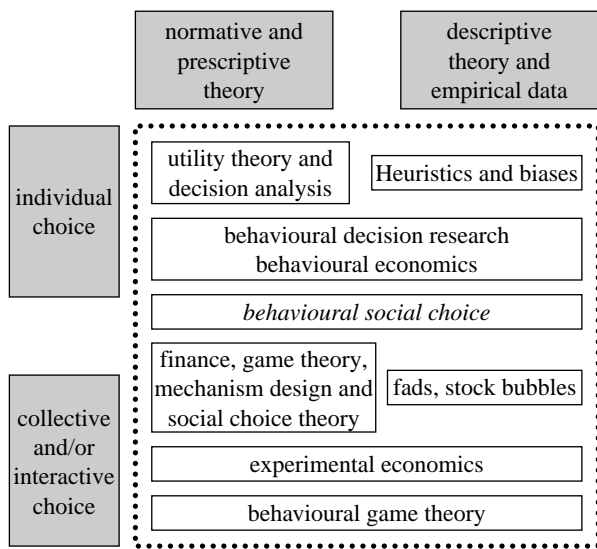 normative and
prescriptive
theory
descriptive
theory and
empirical data
individual
choice
utility theory and
decision analysis
Heuristics and biases
behavioural decision research
behavioural economics
behavioural social choice
collective
and/or
interactive
choice
finance, game theory,
mechanism design and
social choice theory
fads, stock bubbles
experimental economics
behavioural game theory